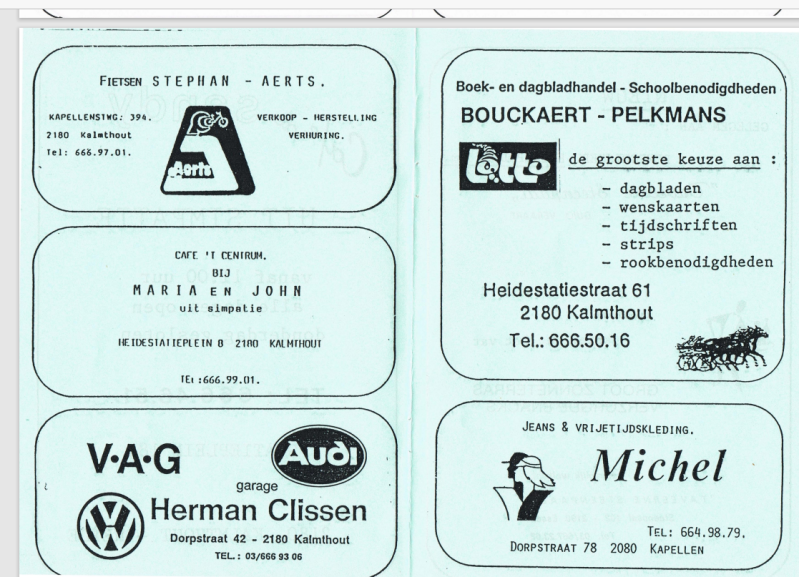 FIETSEN STEPHAN - AERTS.
KAPELLENSTWG: 394.
2180 Kalmthout
Tel: 666.97.01.
Aerts
VERKOOP - HERSTELLING
VERHURING.
CAFE 'T CENTRUM.
BIJ
MARIA EN JOHN
uit simpatie
HEIDESTATIEPLEIN 8 2180 KALMTHOUT
TEL:666.99.01.
V·A·G
Audi
garage
Herman Clissen
Dorpstraat 42 - 2180 Kalmthout
TEL.: 03/666 93 06
Boek- en dagbladhandel - Schoolbenodigdheden
BOUCKAERT - PELKMANS
Lotto
de grootste keuze aan :
- dagbladen
- wenskaarten
- tijdschriften
- strips
- rookbenodigdheden
Heidestatiestraat 61
2180 Kalmthout
Tel.: 666.50.16
JEANS & VRIJETIJDSKLEDING.
Michel
TEL: 664.98.79.
DORPSTRAAT 78 2080 KAPELLEN